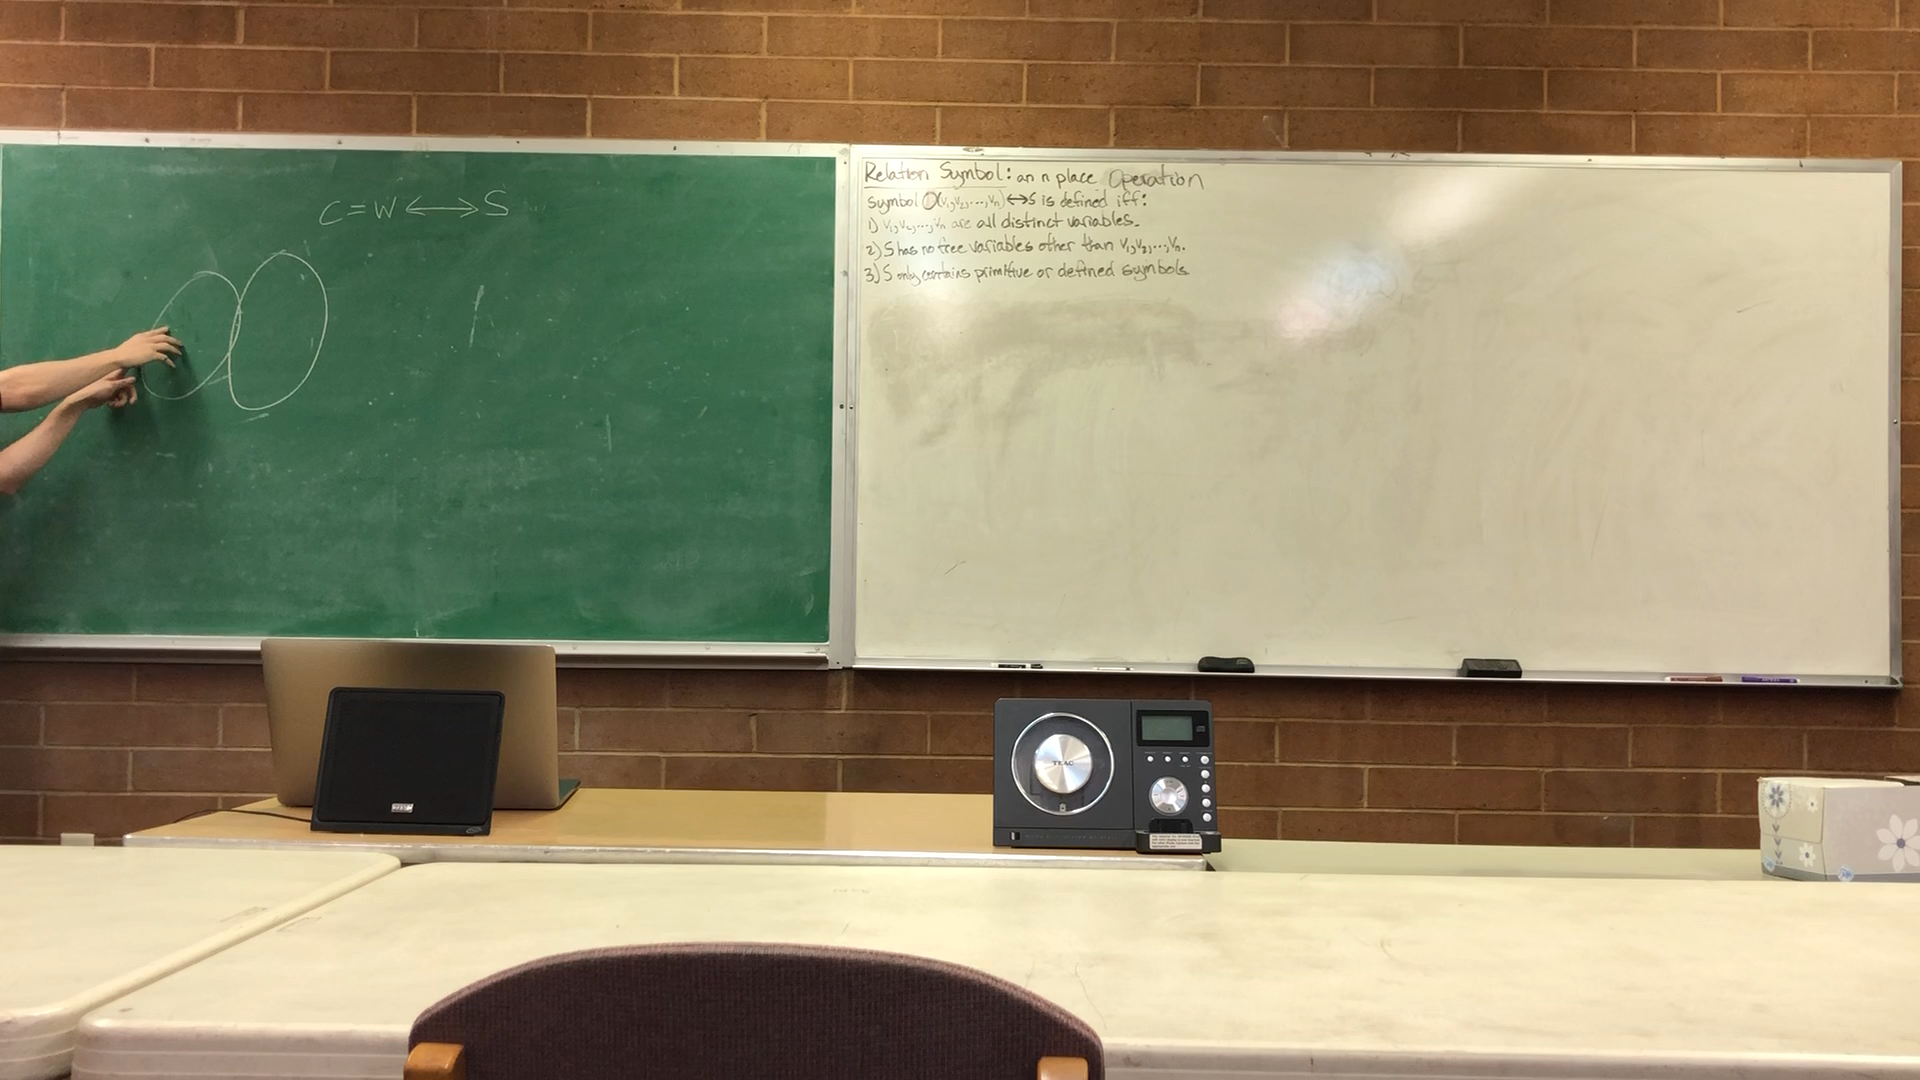 C = W ⟷ S
Relation Symbol: an n place Operation
symbol O(v₁,v₂,...,vₙ) ↔ S is defined iff:
1) v₁,v₂,...,vₙ are all distinct variables.
2) S has no free variables other than v₁,v₂,...,vₙ.
3) S only contains primitive or defined symbols
TEAC